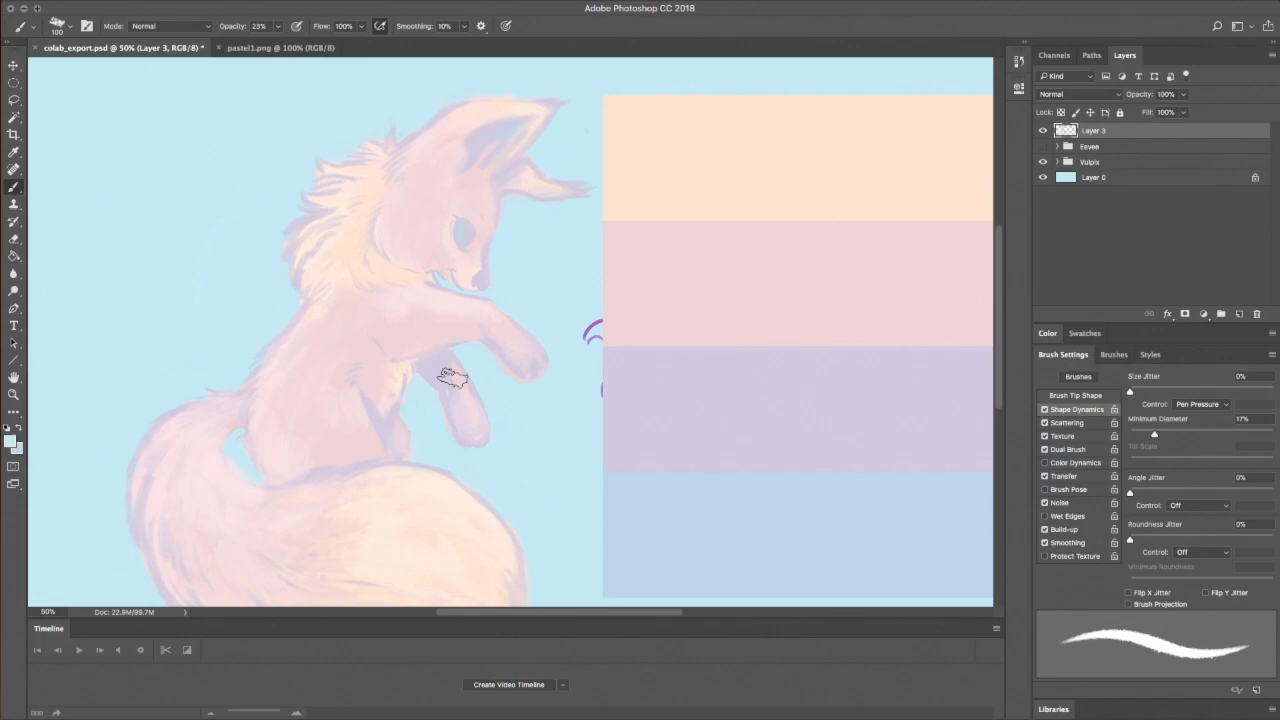 Adobe Photoshop CC 2018
100
Mode: Normal
Opacity: 23%
Flow: 100%
Smoothing: 10%
colab_export.psd @ 50% (Layer 3, RGB/8) *
pastel1.png @ 100% (RGB/8)
Channels
Paths
Layers
Kind
Normal
Opacity: 100%
Lock:
Fill: 100%
Layer 3
Eevee
Vulpix
Layer 0
fx
Color
Swatches
Brush Settings
Brushes
Styles
Brushes
Brush Tip Shape
Shape Dynamics
Scattering
Texture
Dual Brush
Color Dynamics
Transfer
Brush Pose
Noise
Wet Edges
Build-up
Smoothing
Protect Texture
Size Jitter
0%
Control: Pen Pressure
Minimum Diameter
17%
Tilt Scale
Angle Jitter
0%
Control: Off
Roundness Jitter
0%
Control: Off
Minimum Roundness
Flip X Jitter
Flip Y Jitter
Brush Projection
50%
Doc: 22.9M/99.7M
Timeline
Create Video Timeline
Libraries